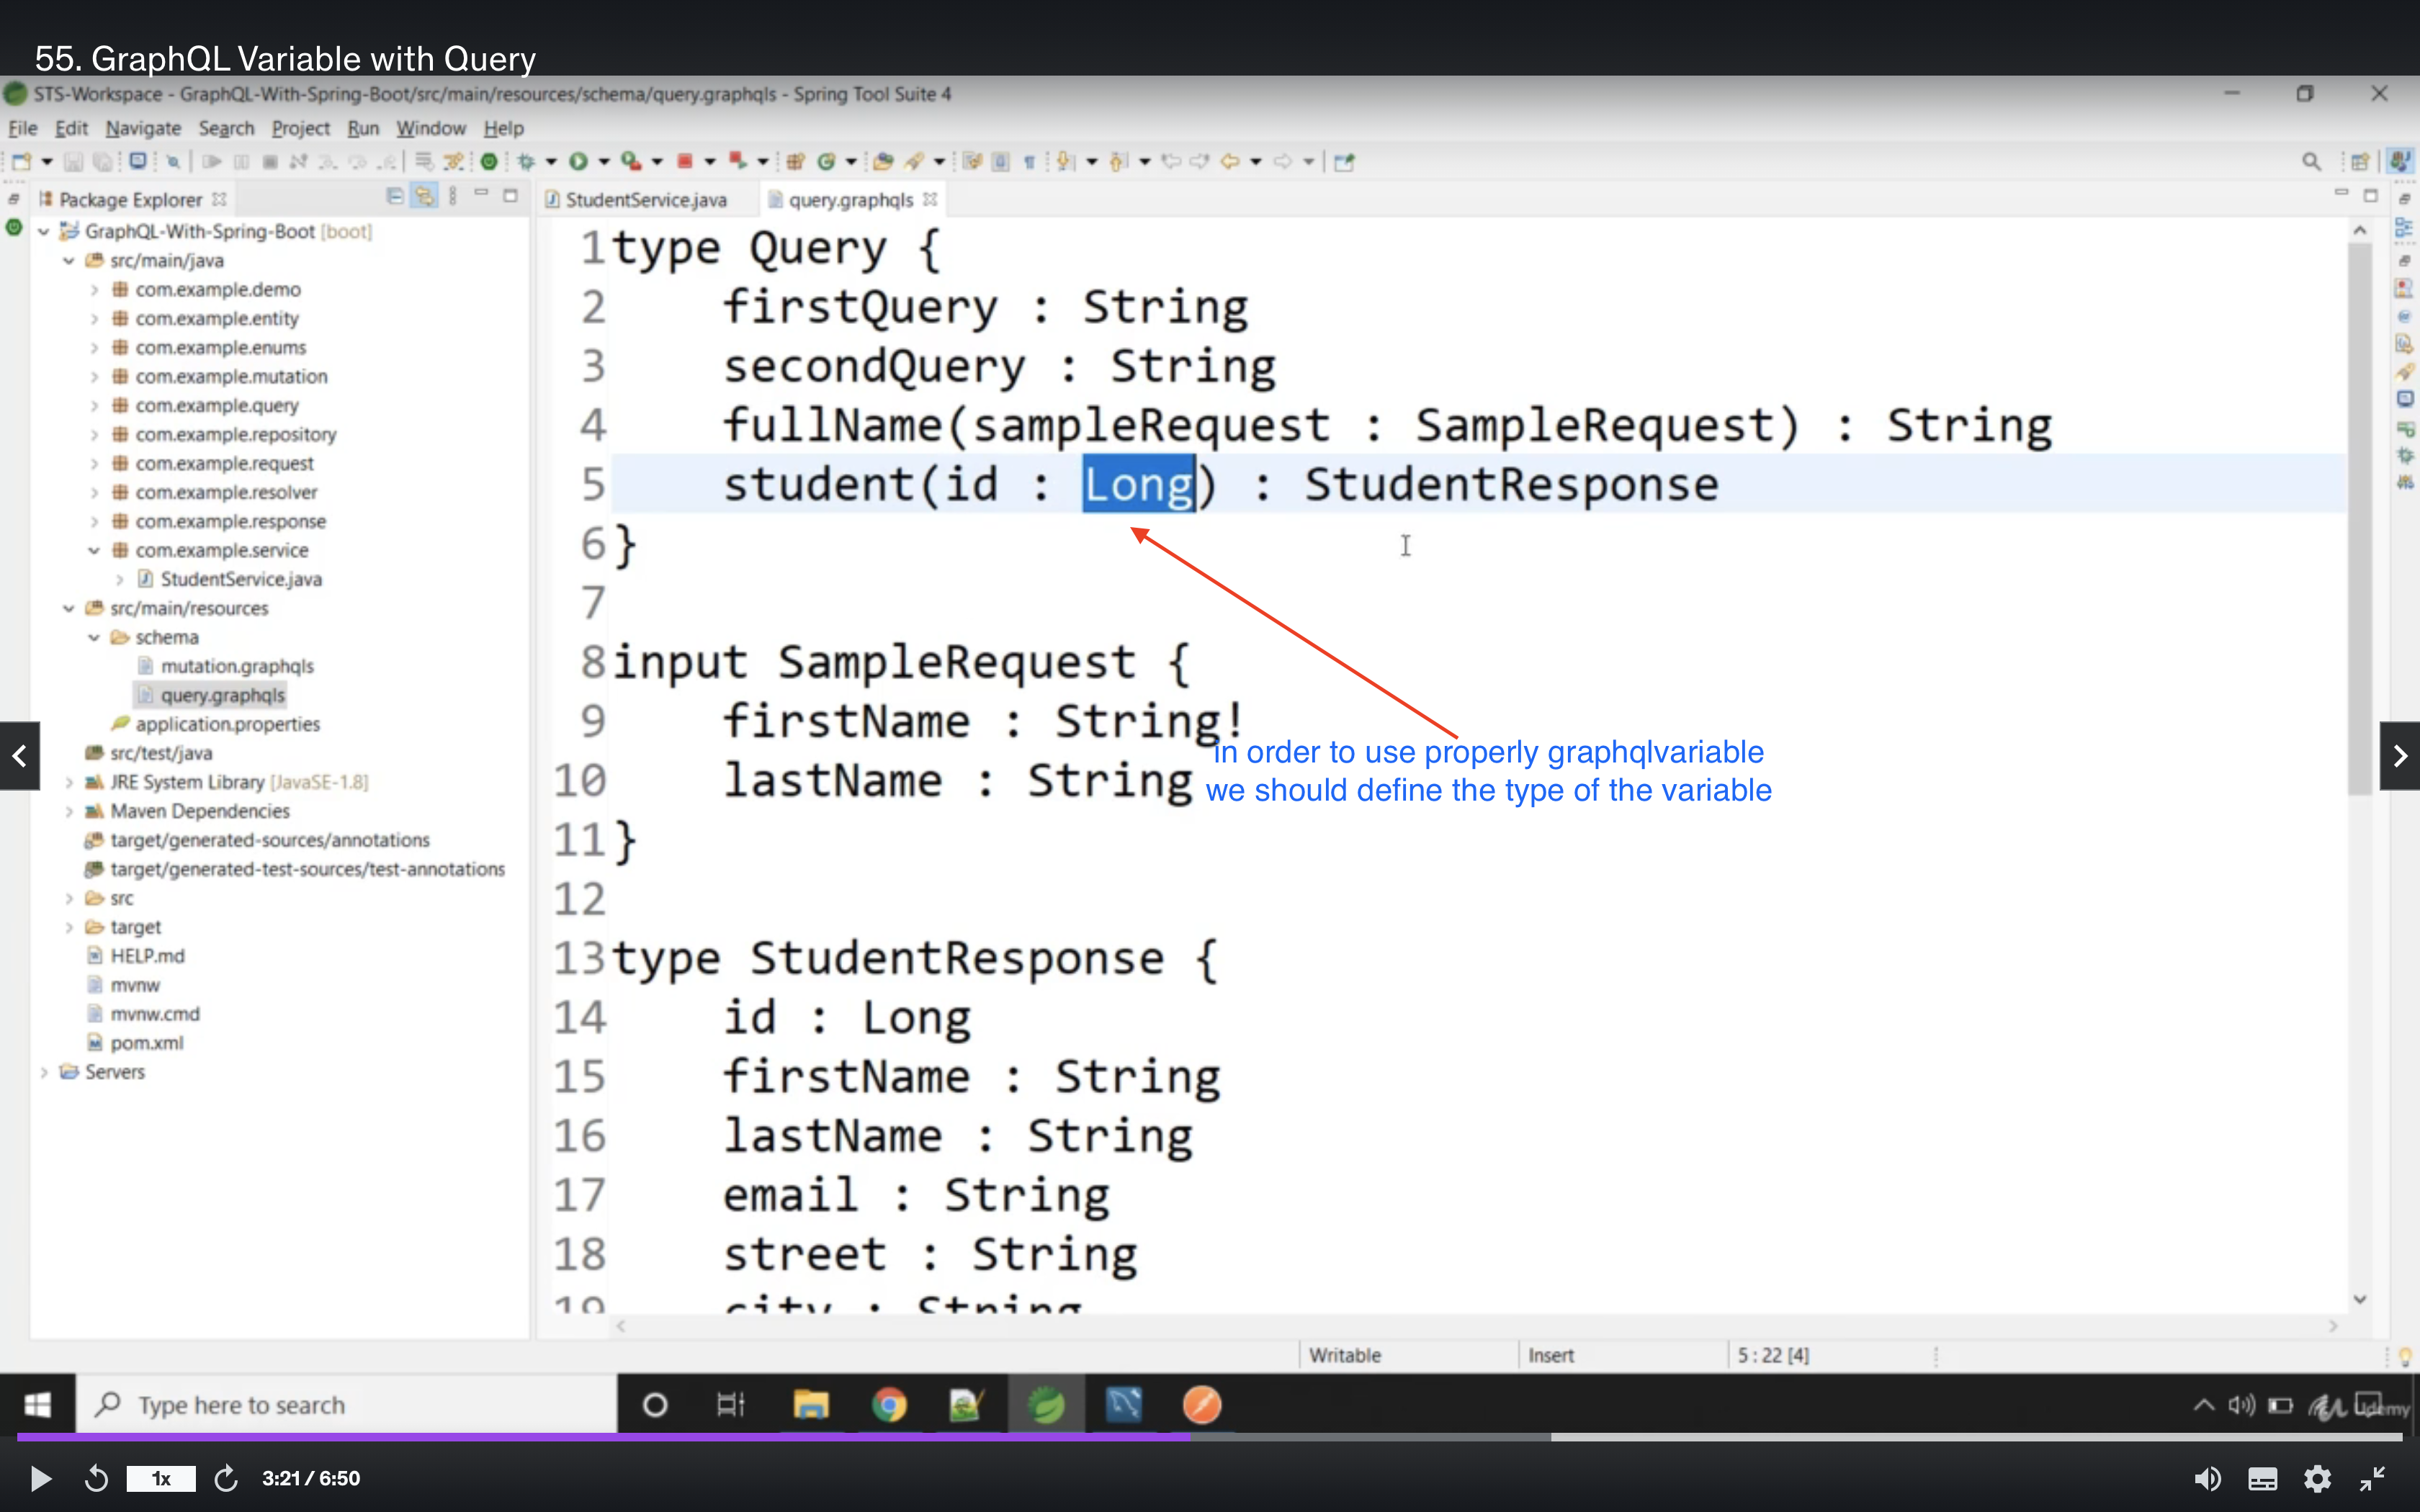 55. GraphQL Variable with Query
STS-Workspace - GraphQL-With-Spring-Boot/src/main/resources/schema/query.graphqls - Spring Tool Suite 4
File Edit Navigate Search Project Run Window Help
Package Explorer
StudentService.java
query.graphqls
GraphQL-With-Spring-Boot [boot]
src/main/java
com.example.demo
com.example.entity
com.example.enums
com.example.mutation
com.example.query
com.example.repository
com.example.request
com.example.resolver
com.example.response
com.example.service
StudentService.java
src/main/resources
schema
mutation.graphqls
query.graphqls
application.properties
src/test/java
JRE System Library [JavaSE-1.8]
Maven Dependencies
target/generated-sources/annotations
target/generated-test-sources/test-annotations
src
target
HELP.md
mvnw
mvnw.cmd
pom.xml
Servers
1 type Query {
2 firstQuery : String
3 secondQuery : String
4 fullName(sampleRequest : SampleRequest) : String
5 student(id : Long) : StudentResponse
6 }
7
8 input SampleRequest {
9 firstName : String!
10 lastName : String
11 }
12
13 type StudentResponse {
14 id : Long
15 firstName : String
16 lastName : String
17 email : String
18 street : String
19 city : String
in order to use properly graphqlvariable
we should define the type of the variable
Writable Insert 5 : 22 [4]
Type here to search
Udemy
1x 3:21 / 6:50